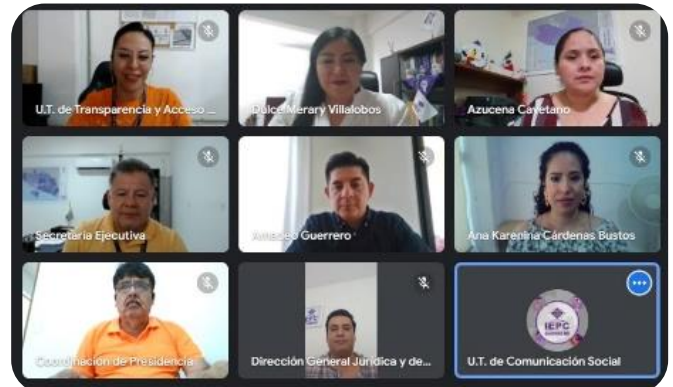 U.T. de Transparencia y Acceso ...
Dulce Merary Villalobos
Azucena Cayetano
Secretaría Ejecutiva
Amadeo Guerrero
Ana Karenina Cárdenas Bustos
Coordinación de Presidencia
Dirección General Jurídica y de...
IEPC
U.T. de Comunicación Social